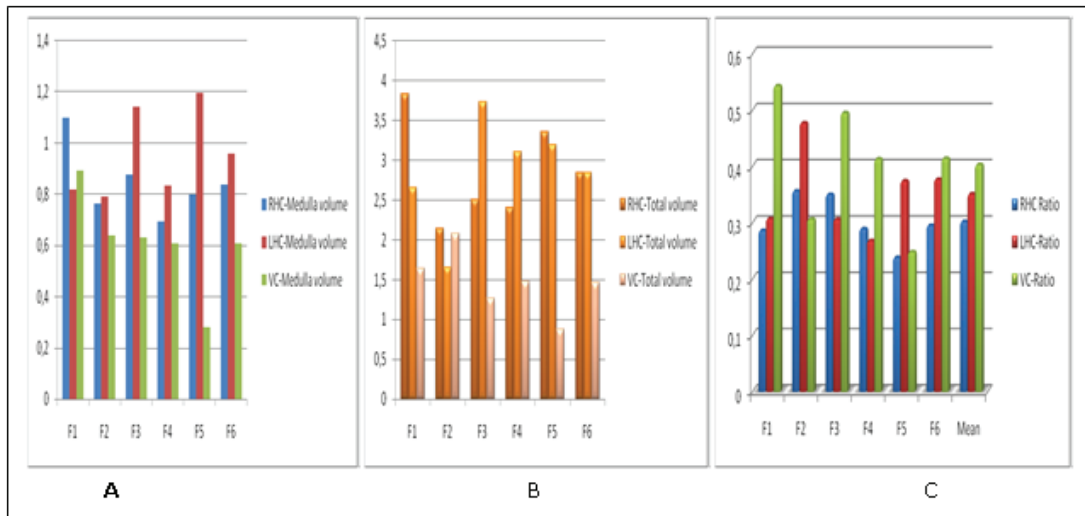 1,4
1,2
1
0,8
0,6
0,4
0,2
0
F1 F2 F3 F4 F5 F6
RHC-Medulla volume
LHC-Medulla volume
VC-Medulla volume
A
4,5
4
3,5
3
2,5
2
1,5
1
0,5
0
F1 F2 F3 F4 F5 F6
RHC-Total volume
LHC-Total volume
VC-Total volume
B
0,6
0,5
0,4
0,3
0,2
0,1
0
F1 F2 F3 F4 F5 F6 Mean
RHC Ratio
LHC-Ratio
VC-Ratio
C